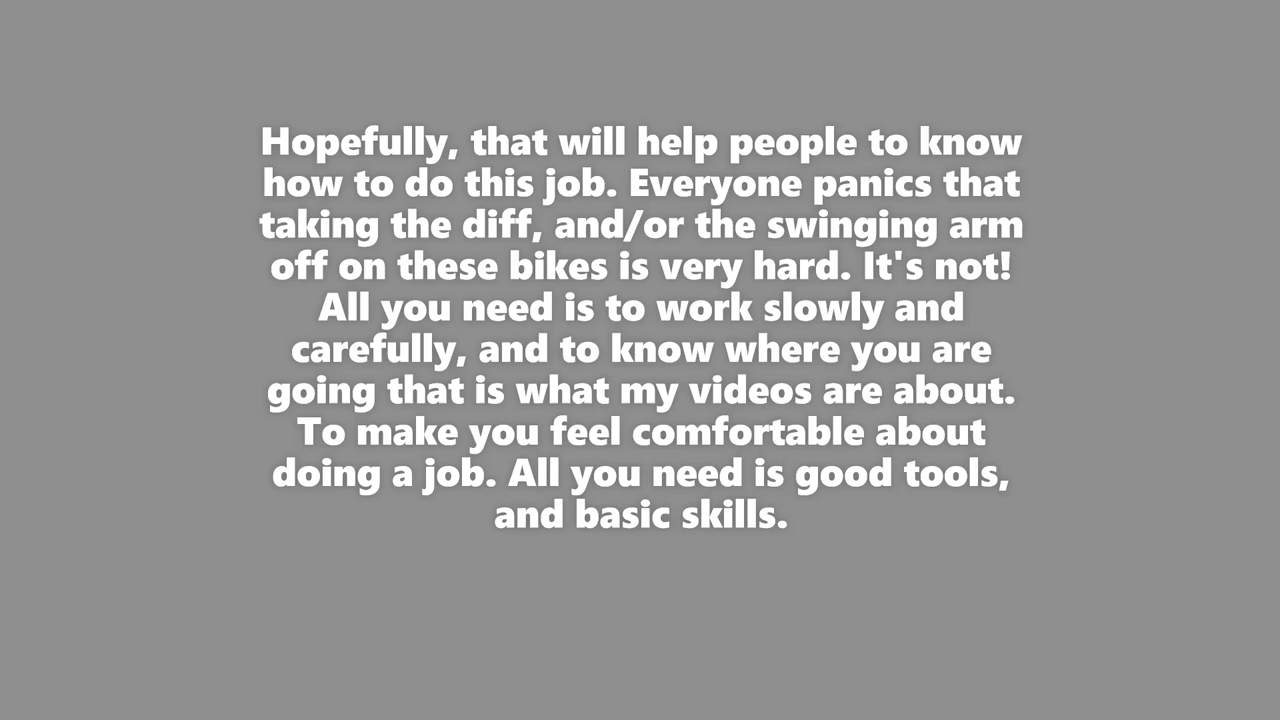 Hopefully, that will help people to know
how to do this job. Everyone panics that
taking the diff, and/or the swinging arm
off on these bikes is very hard. It's not!
All you need is to work slowly and
carefully, and to know where you are
going that is what my videos are about.
To make you feel comfortable about
doing a job. All you need is good tools,
and basic skills.